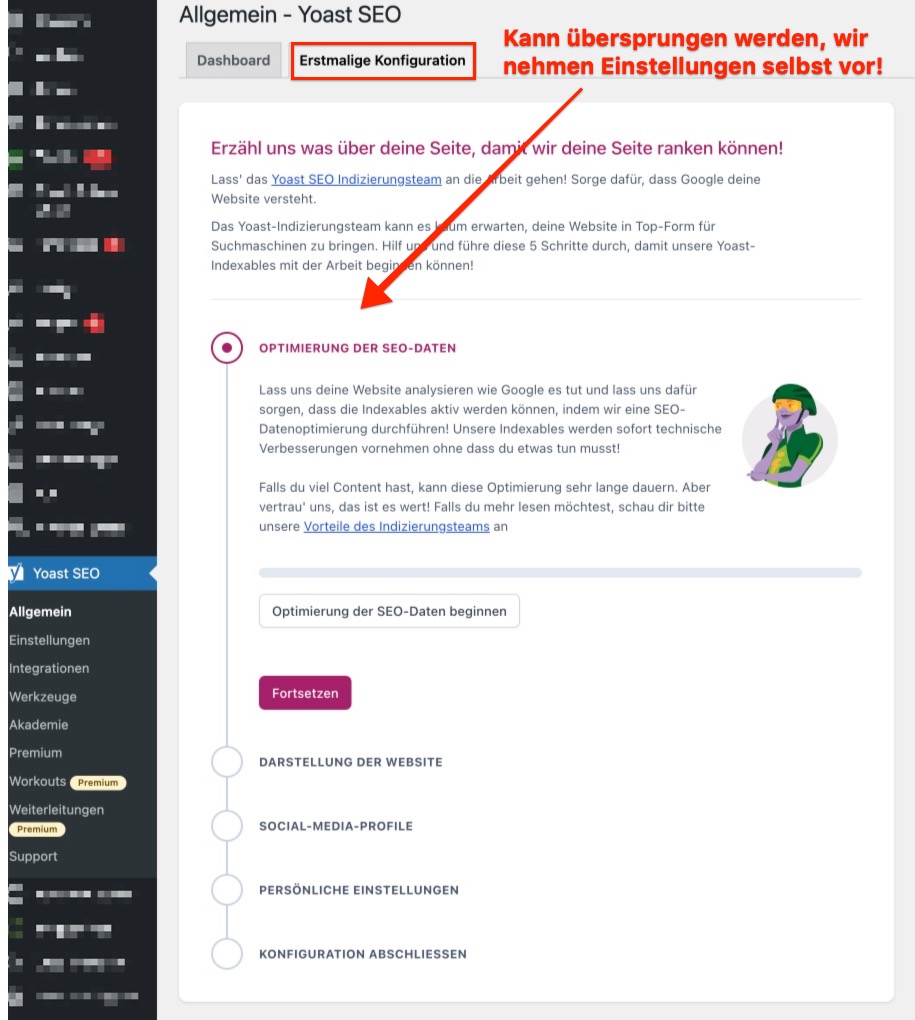 Allgemein - Yoast SEO
Kann übersprungen werden, wir
nehmen Einstellungen selbst vor!
Dashboard
Erstmalige Konfiguration
Erzähl uns was über deine Seite, damit wir deine Seite ranken können!
Lass' das Yoast SEO Indizierungsteam an die Arbeit gehen! Sorge dafür, dass Google deine
Website versteht.
Das Yoast-Indizierungsteam kann es kaum erwarten, deine Website in Top-Form für
Suchmaschinen zu bringen. Hilf uns und führe diese 5 Schritte durch, damit unsere Yoast-
Indexables mit der Arbeit beginnen können!
OPTIMIERUNG DER SEO-DATEN
Lass uns deine Website analysieren wie Google es tut und lass uns dafür
sorgen, dass die Indexables aktiv werden können, indem wir eine SEO-
Datenoptimierung durchführen! Unsere Indexables werden sofort technische
Verbesserungen vornehmen ohne dass du etwas tun musst!
Falls du viel Content hast, kann diese Optimierung sehr lange dauern. Aber
vertrau' uns, das ist es wert! Falls du mehr lesen möchtest, schau dir bitte
unsere Vorteile des Indizierungsteams an
Optimierung der SEO-Daten beginnen
Fortsetzen
DARSTELLUNG DER WEBSITE
SOCIAL-MEDIA-PROFILE
PERSÖNLICHE EINSTELLUNGEN
KONFIGURATION ABSCHLIESSEN
Yoast SEO
Allgemein
Einstellungen
Integrationen
Werkzeuge
Akademie
Premium
Workouts Premium
Weiterleitungen
Premium
Support